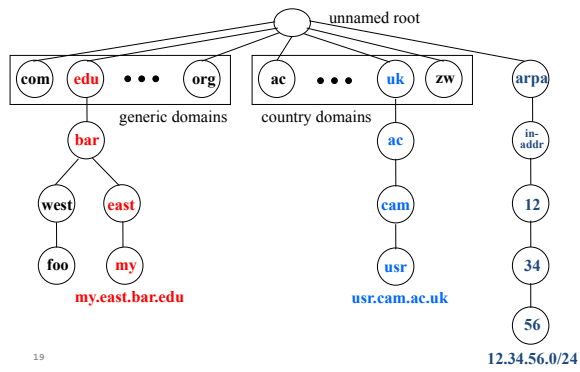 unnamed root
com edu ••• org ac ••• uk zw arpa
generic domains country domains
bar ac in-
addr
west east cam 12
foo my usr 34
my.east.bar.edu usr.cam.ac.uk
56
19
12.34.56.0/24